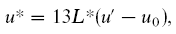 u* = 13L*(u′ − u₀),